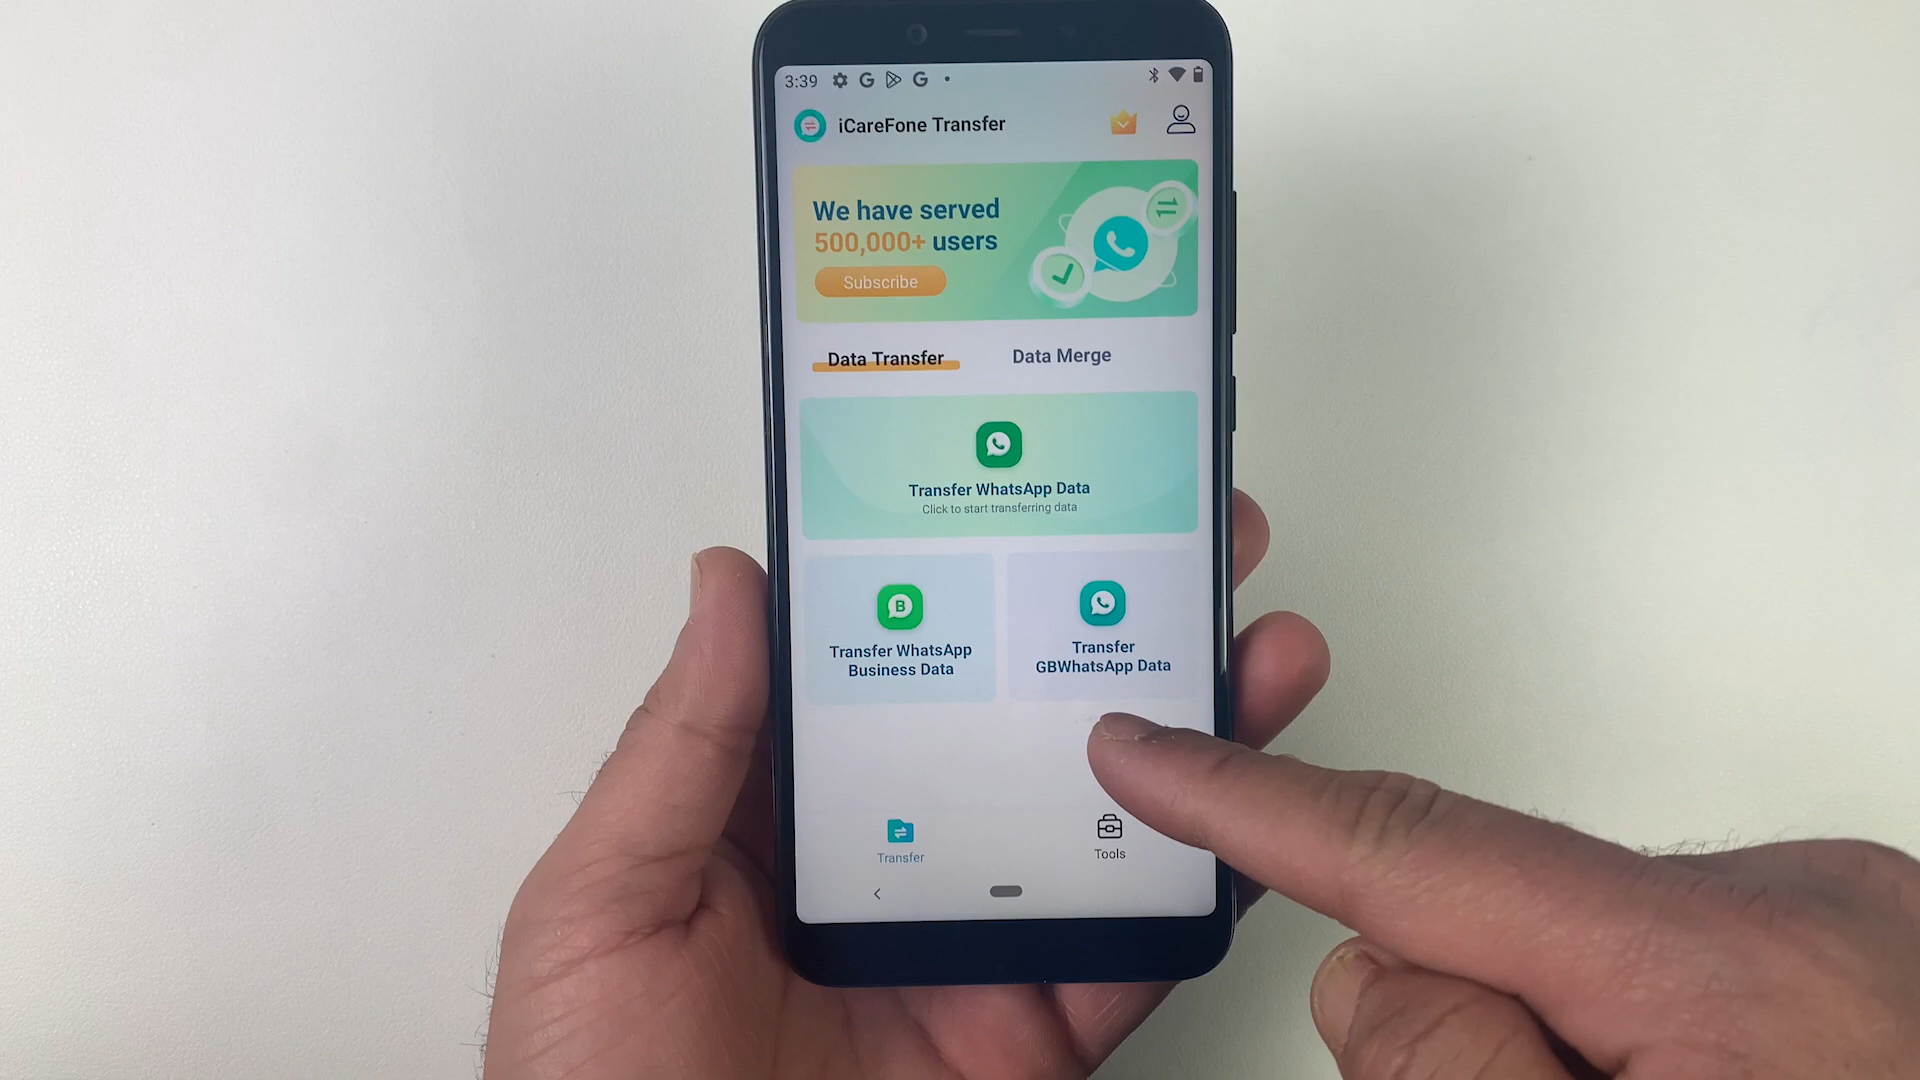 3:39
iCareFone Transfer
We have served
500,000+ users
Subscribe
Data Transfer
Data Merge
Transfer WhatsApp Data
Click to start transferring data
Transfer WhatsApp
Business Data
Transfer
GBWhatsApp Data
Transfer
Tools